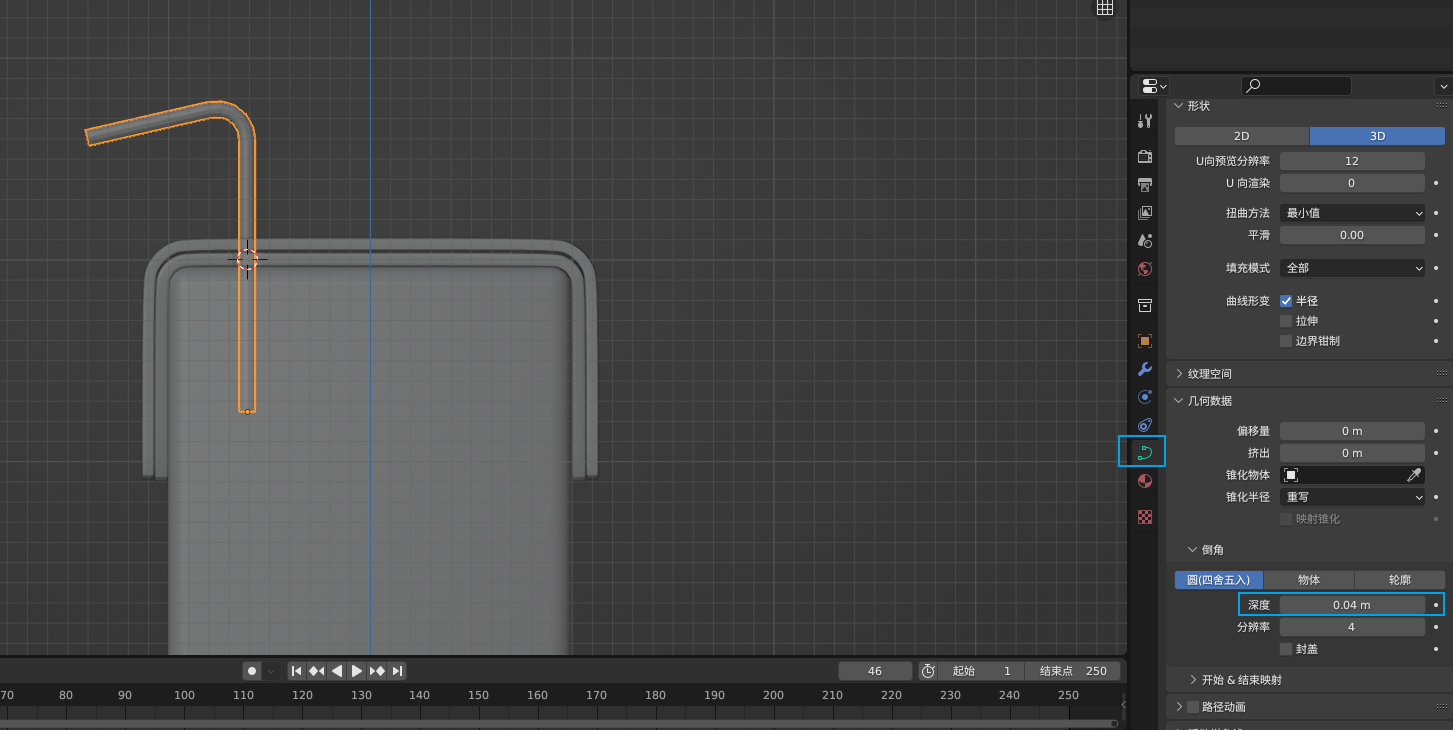 形状
2D 3D
U向预览分辨率 12
U 向渲染 0
扭曲方法 最小值
平滑 0.00
填充模式 全部
曲线形变 半径
拉伸
边界钳制
纹理空间
几何数据
偏移量 0 m
挤出 0 m
锥化物体
锥化半径 重写
映射锥化
倒角
圆(四舍五入) 物体 轮廓
深度 0.04 m
分辨率 4
封盖
开始 & 结束映射
路径动画
46 起始 1 结束点 250
70 80 90 100 110 120 130 140 150 160 170 180 190 200 210 220 230 240 250